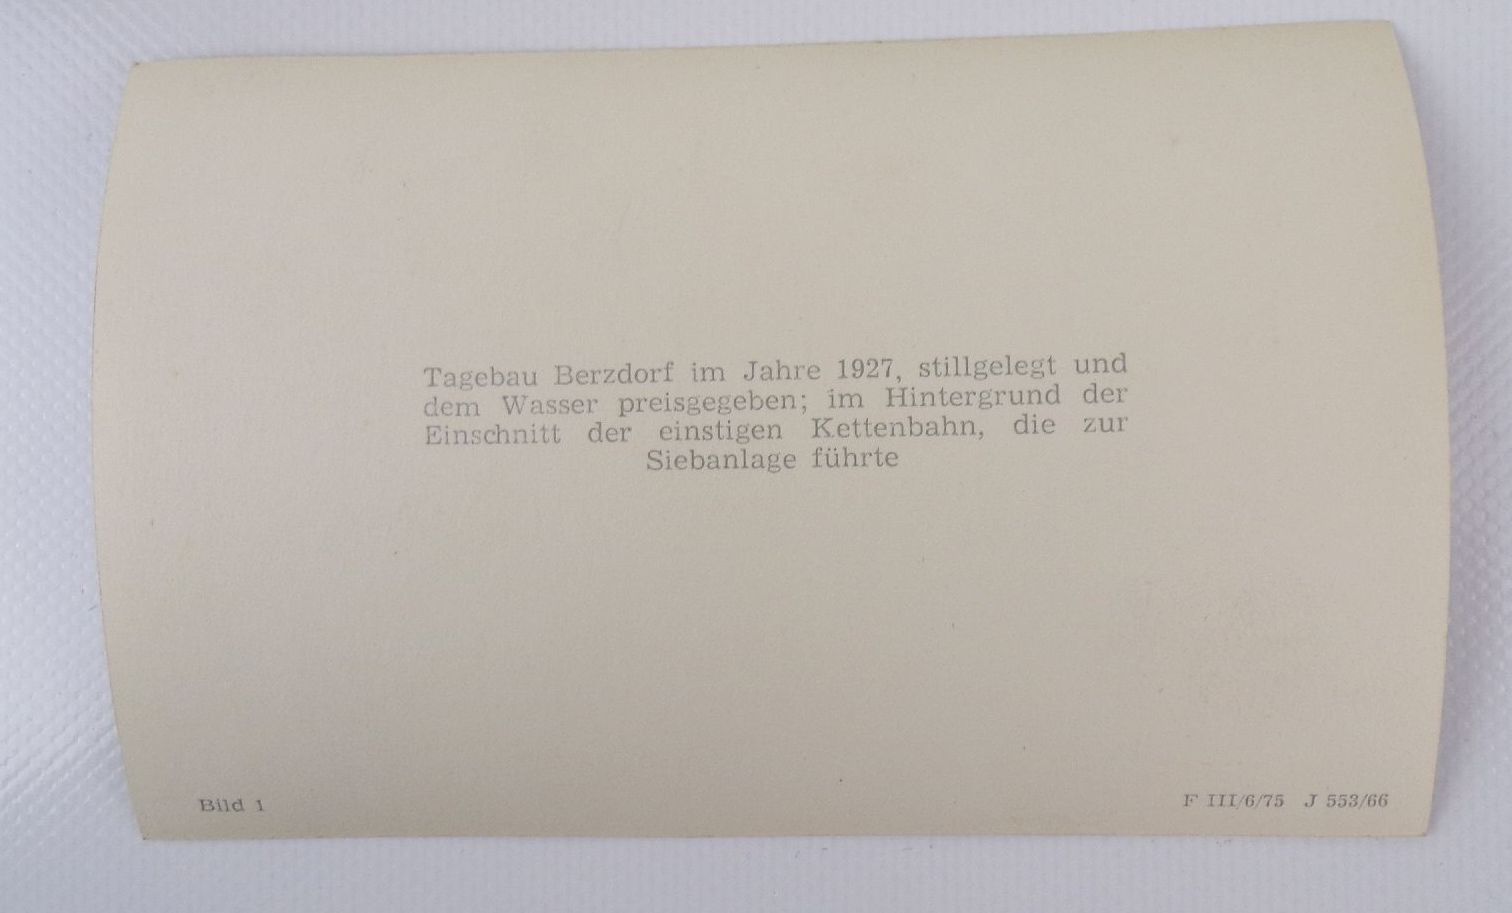 Tagebau Berzdorf im Jahre 1927, stillgelegt und
dem Wasser preisgegeben; im Hintergrund der
Einschnitt der einstigen Kettenbahn, die zur
Siebanlage führte
Bild 1
F III/6/75 J 553/66